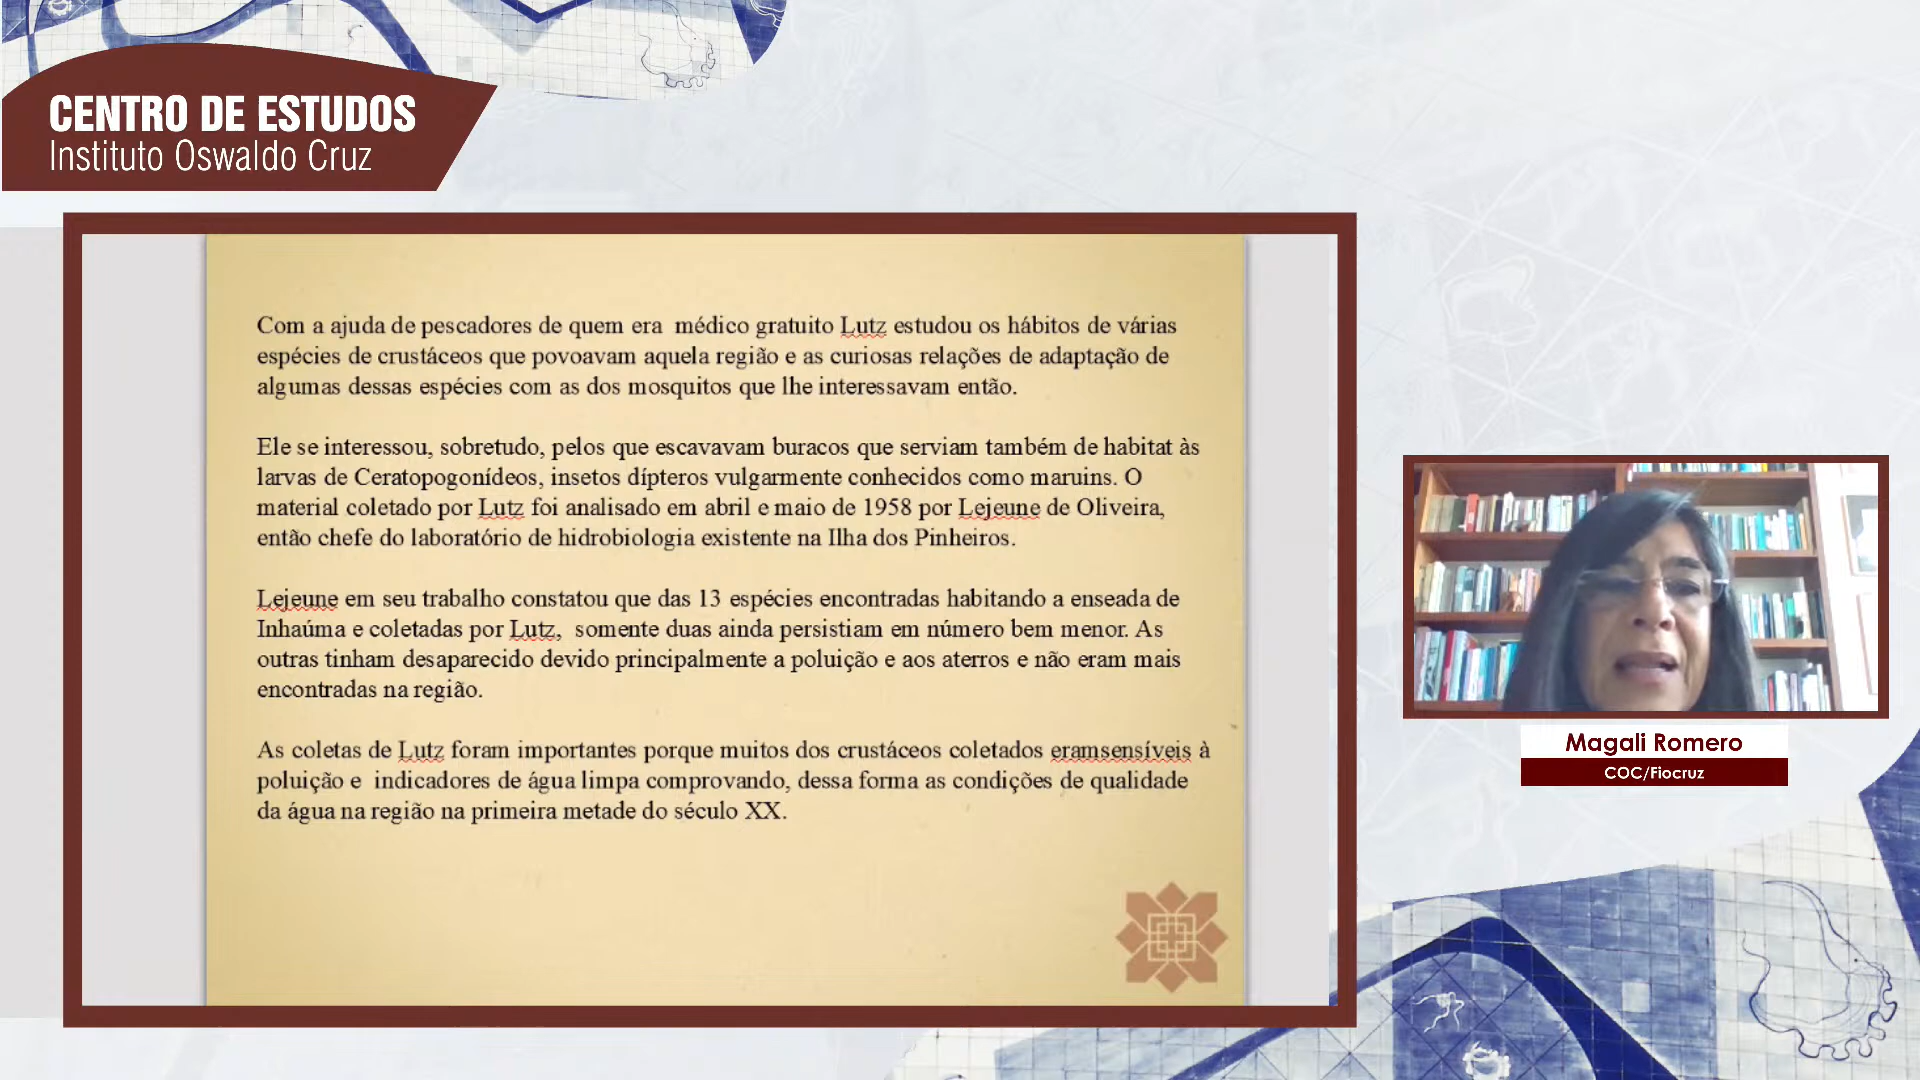 CENTRO DE ESTUDOS
Instituto Oswaldo Cruz
Com a ajuda de pescadores de quem era médico gratuito Lutz estudou os hábitos de várias
espécies de crustáceos que povoavam aquela região e as curiosas relações de adaptação de
algumas dessas espécies com as dos mosquitos que lhe interessavam então.
Ele se interessou, sobretudo, pelos que escavavam buracos que serviam também de habitat às
larvas de Ceratopogonídeos, insetos dípteros vulgarmente conhecidos como maruins. O
material coletado por Lutz foi analisado em abril e maio de 1958 por Lejeune de Oliveira,
então chefe do laboratório de hidrobiologia existente na Ilha dos Pinheiros.
Lejeune em seu trabalho constatou que das 13 espécies encontradas habitando a enseada de
Inhaúma e coletadas por Lutz, somente duas ainda persistiam em número bem menor. As
outras tinham desaparecido devido principalmente a poluição e aos aterros e não eram mais
encontradas na região.
As coletas de Lutz foram importantes porque muitos dos crustáceos coletados eramsensíveis à
poluição e indicadores de água limpa comprovando, dessa forma as condições de qualidade
da água na região na primeira metade do século XX.
Magali Romero
COC/Fiocruz